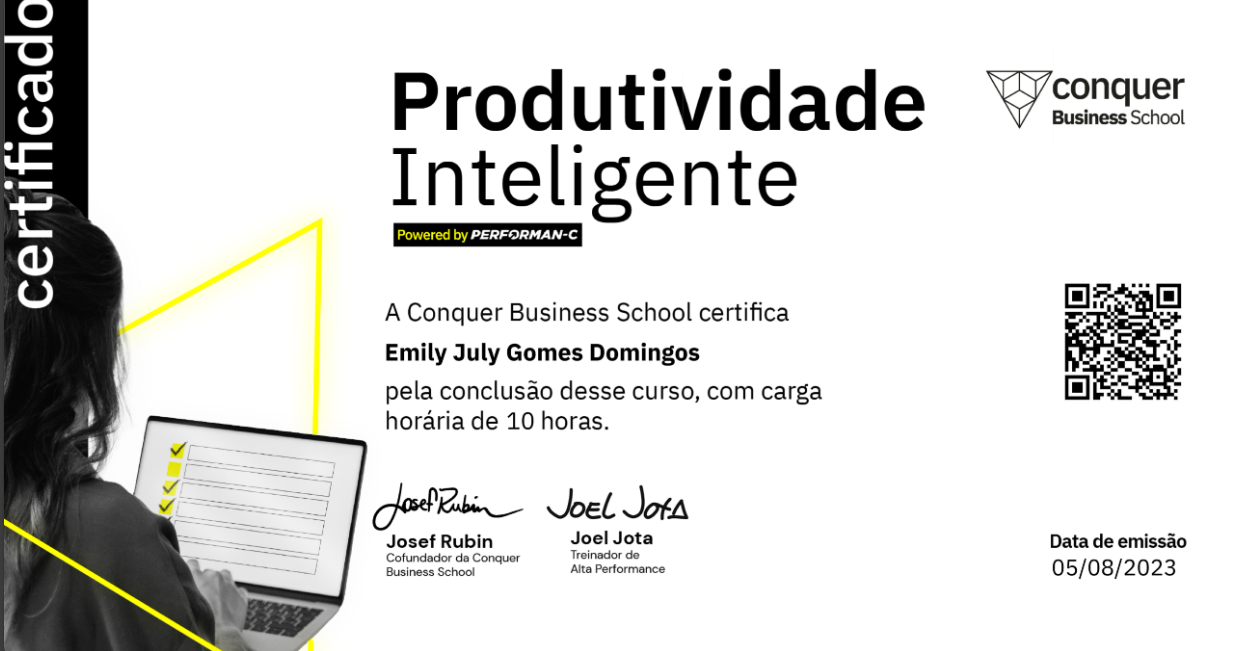 certificado
Produtividade
Inteligente
Powered by PERFORMAN-C
conquer
Business School
A Conquer Business School certifica
Emily July Gomes Domingos
pela conclusão desse curso, com carga
horária de 10 horas.
Josef Rubin
JOEL JOTA
Josef Rubin
Cofundador da Conquer
Business School
Joel Jota
Treinador de
Alta Performance
Data de emissão
05/08/2023